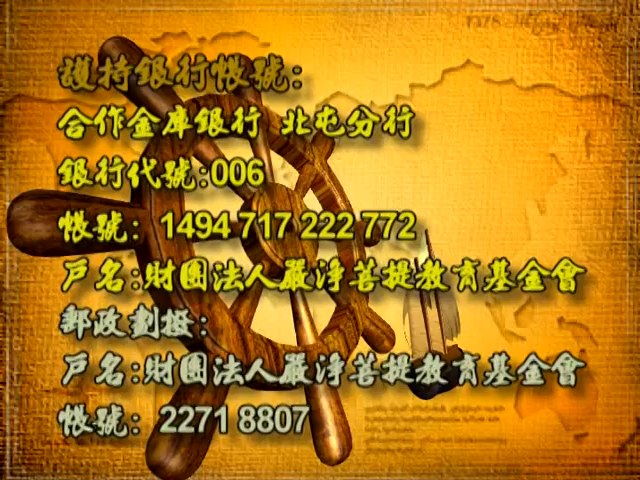 護持銀行帳號:
合作金庫銀行 北屯分行
銀行代號:006
帳號: 1494 717 222 772
戶名:財團法人嚴淨菩提教育基金會
郵政劃撥:
戶名:財團法人嚴淨菩提教育基金會
帳號: 2271 8807